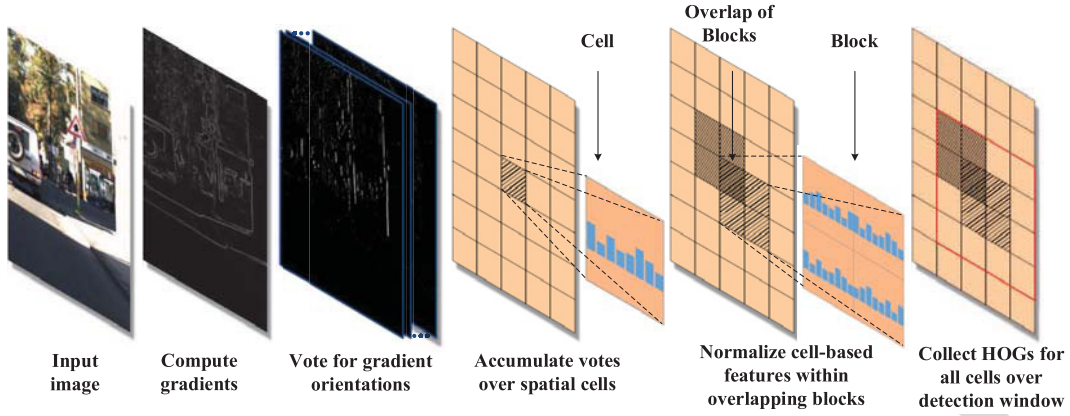 Overlap of
Blocks
Cell
Block
Input
image
Compute
gradients
Vote for gradient
orientations
Accumulate votes
over spatial cells
Normalize cell-based
features within
overlapping blocks
Collect HOGs for
all cells over
detection window